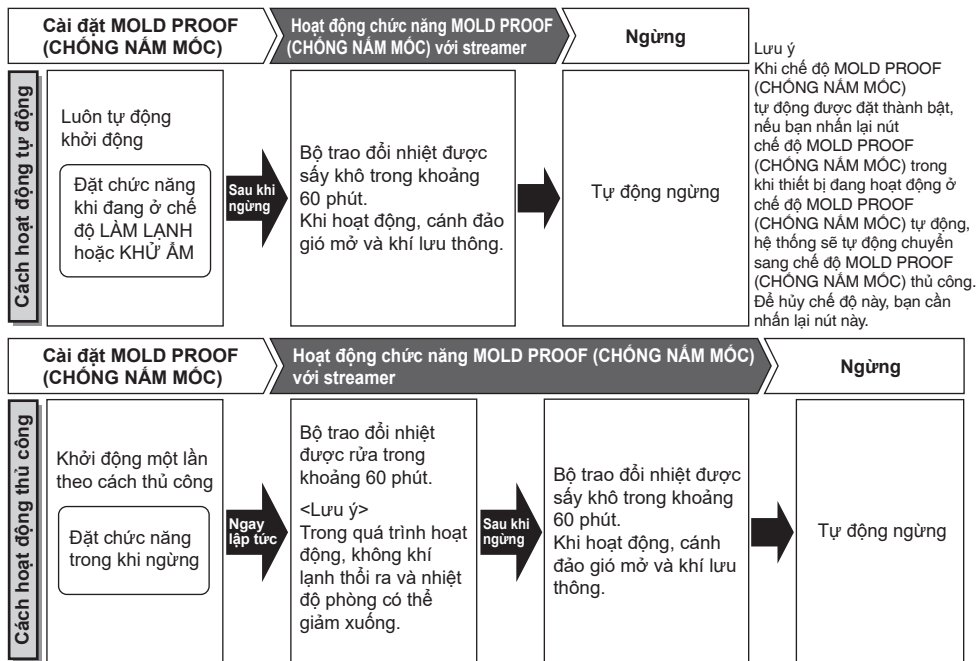 Cài đặt MOLD PROOF
(CHỐNG NẤM MỐC)
Hoạt động chức năng MOLD PROOF
(CHỐNG NẤM MỐC) với streamer
Ngừng
Cách hoạt động tự động
Luôn tự động
khởi động
Đặt chức năng
khi đang ở chế
độ LÀM LẠNH
hoặc KHỬ ẨM
Sau khi
ngừng
Bộ trao đổi nhiệt được
sấy khô trong khoảng
60 phút.
Khi hoạt động, cánh đảo
gió mở và khí lưu thông.
Tự động ngừng
Lưu ý
Khi chế độ MOLD PROOF
(CHỐNG NẤM MỐC)
tự động được đặt thành bật,
nếu bạn nhấn lại nút
chế độ MOLD PROOF
(CHỐNG NẤM MỐC) trong
khi thiết bị đang hoạt động ở
chế độ MOLD PROOF
(CHỐNG NẤM MỐC) tự động,
hệ thống sẽ tự động chuyển
sang chế độ MOLD PROOF
(CHỐNG NẤM MỐC) thủ công.
Để hủy chế độ này, bạn cần
nhấn lại nút này.
Cài đặt MOLD PROOF
(CHỐNG NẤM MỐC)
Hoạt động chức năng MOLD PROOF (CHỐNG NẤM MỐC)
với streamer
Ngừng
Cách hoạt động thủ công
Khởi động một lần
theo cách thủ công
Đặt chức năng
trong khi ngừng
Ngay
lập tức
Bộ trao đổi nhiệt
được rửa trong
khoảng 60 phút.
<Lưu ý>
Trong quá trình hoạt
động, không khí
lạnh thổi ra và nhiệt
độ phòng có thể
giảm xuống.
Sau khi
ngừng
Bộ trao đổi nhiệt được
sấy khô trong khoảng
60 phút.
Khi hoạt động, cánh
đảo gió mở và khí lưu
thông.
Tự động ngừng